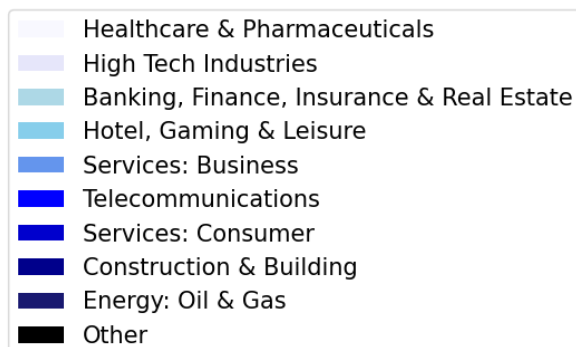 Healthcare & Pharmaceuticals
High Tech Industries
Banking, Finance, Insurance & Real Estate
Hotel, Gaming & Leisure
Services: Business
Telecommunications
Services: Consumer
Construction & Building
Energy: Oil & Gas
Other